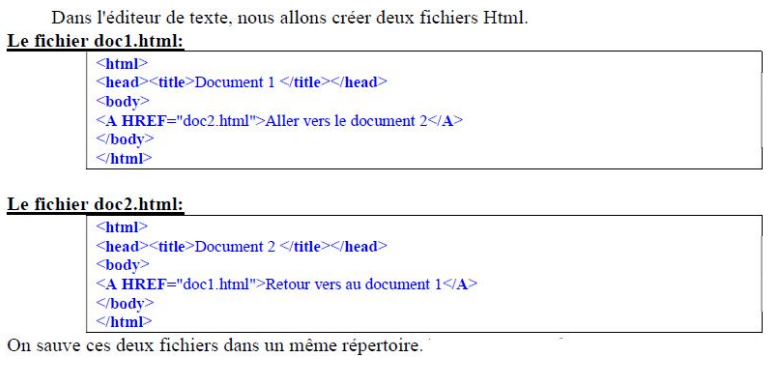 Dans l'éditeur de texte, nous allons créer deux fichiers Html.
Le fichier doc1.html:
<html>
<head><title>Document 1 </title></head>
<body>
<A HREF="doc2.html">Aller vers le document 2</A>
</body>
</html>
Le fichier doc2.html:
<html>
<head><title>Document 2 </title></head>
<body>
<A HREF="doc1.html">Retour vers au document 1</A>
</body>
</html>
On sauve ces deux fichiers dans un même répertoire.